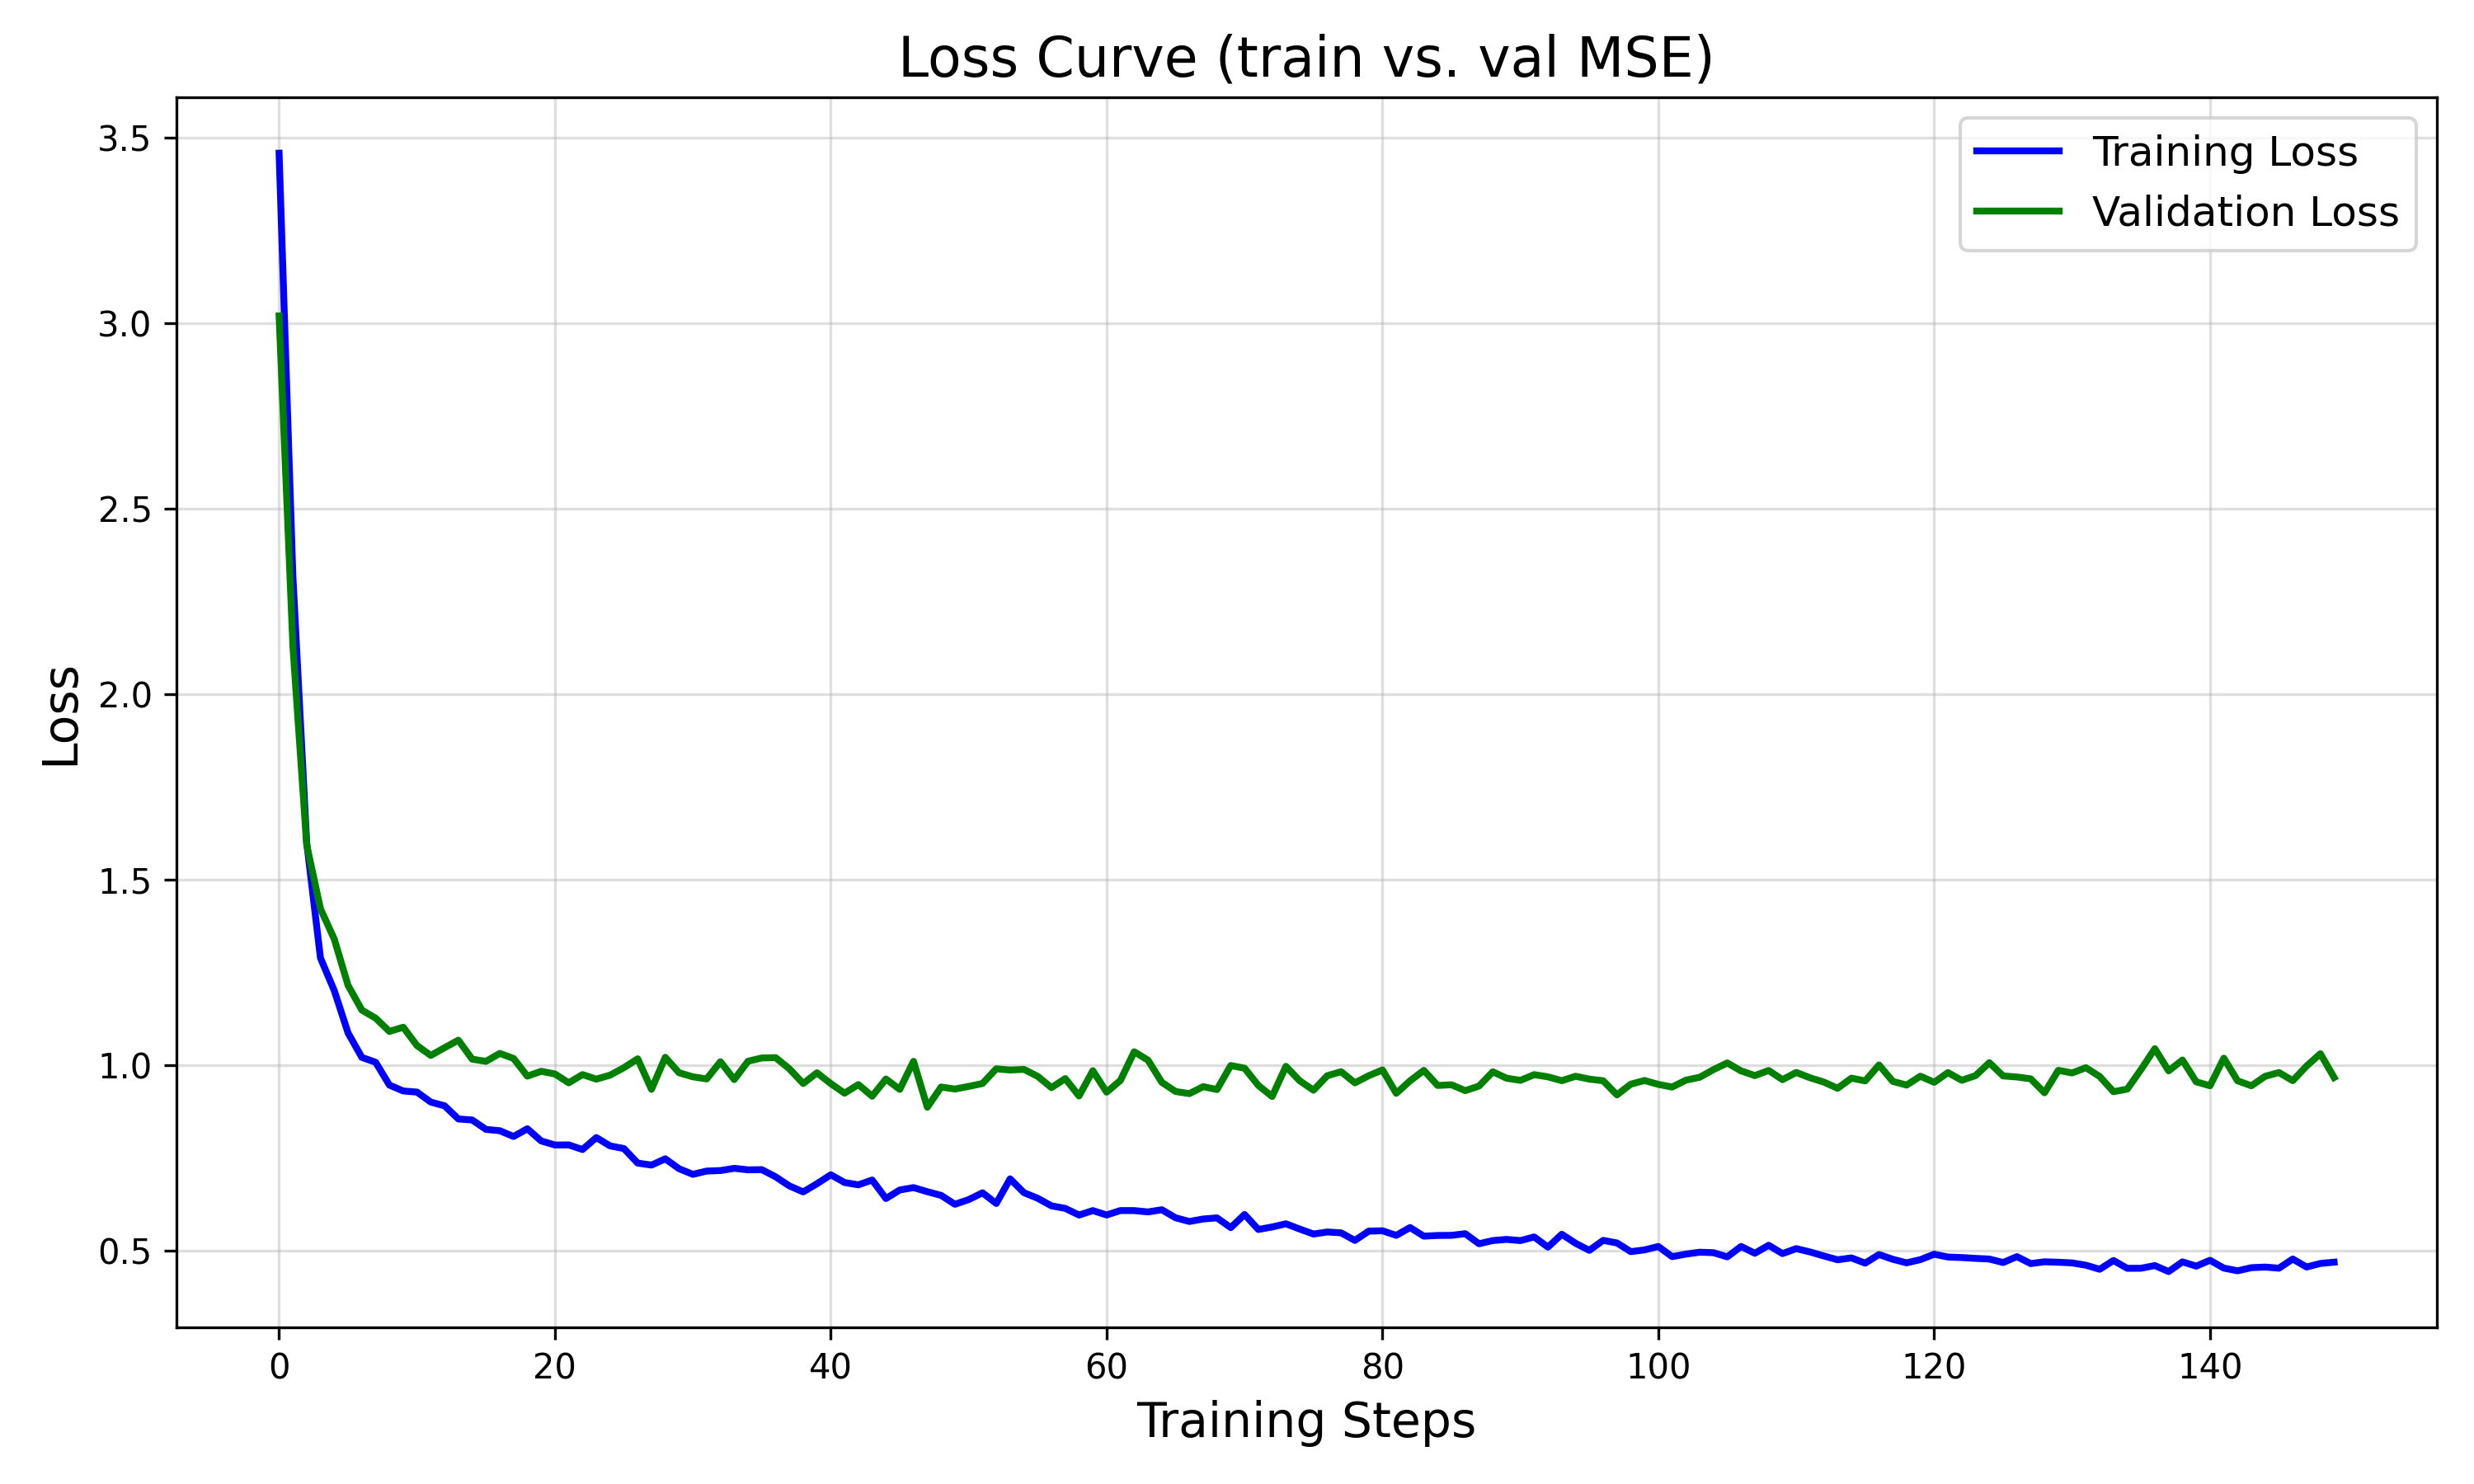 Loss Curve (train vs. val MSE)
Training Loss
Validation Loss
3.5
3.0
2.5
2.0
1.5
1.0
0.5
Loss
0 20 40 60 80 100 120 140
Training Steps